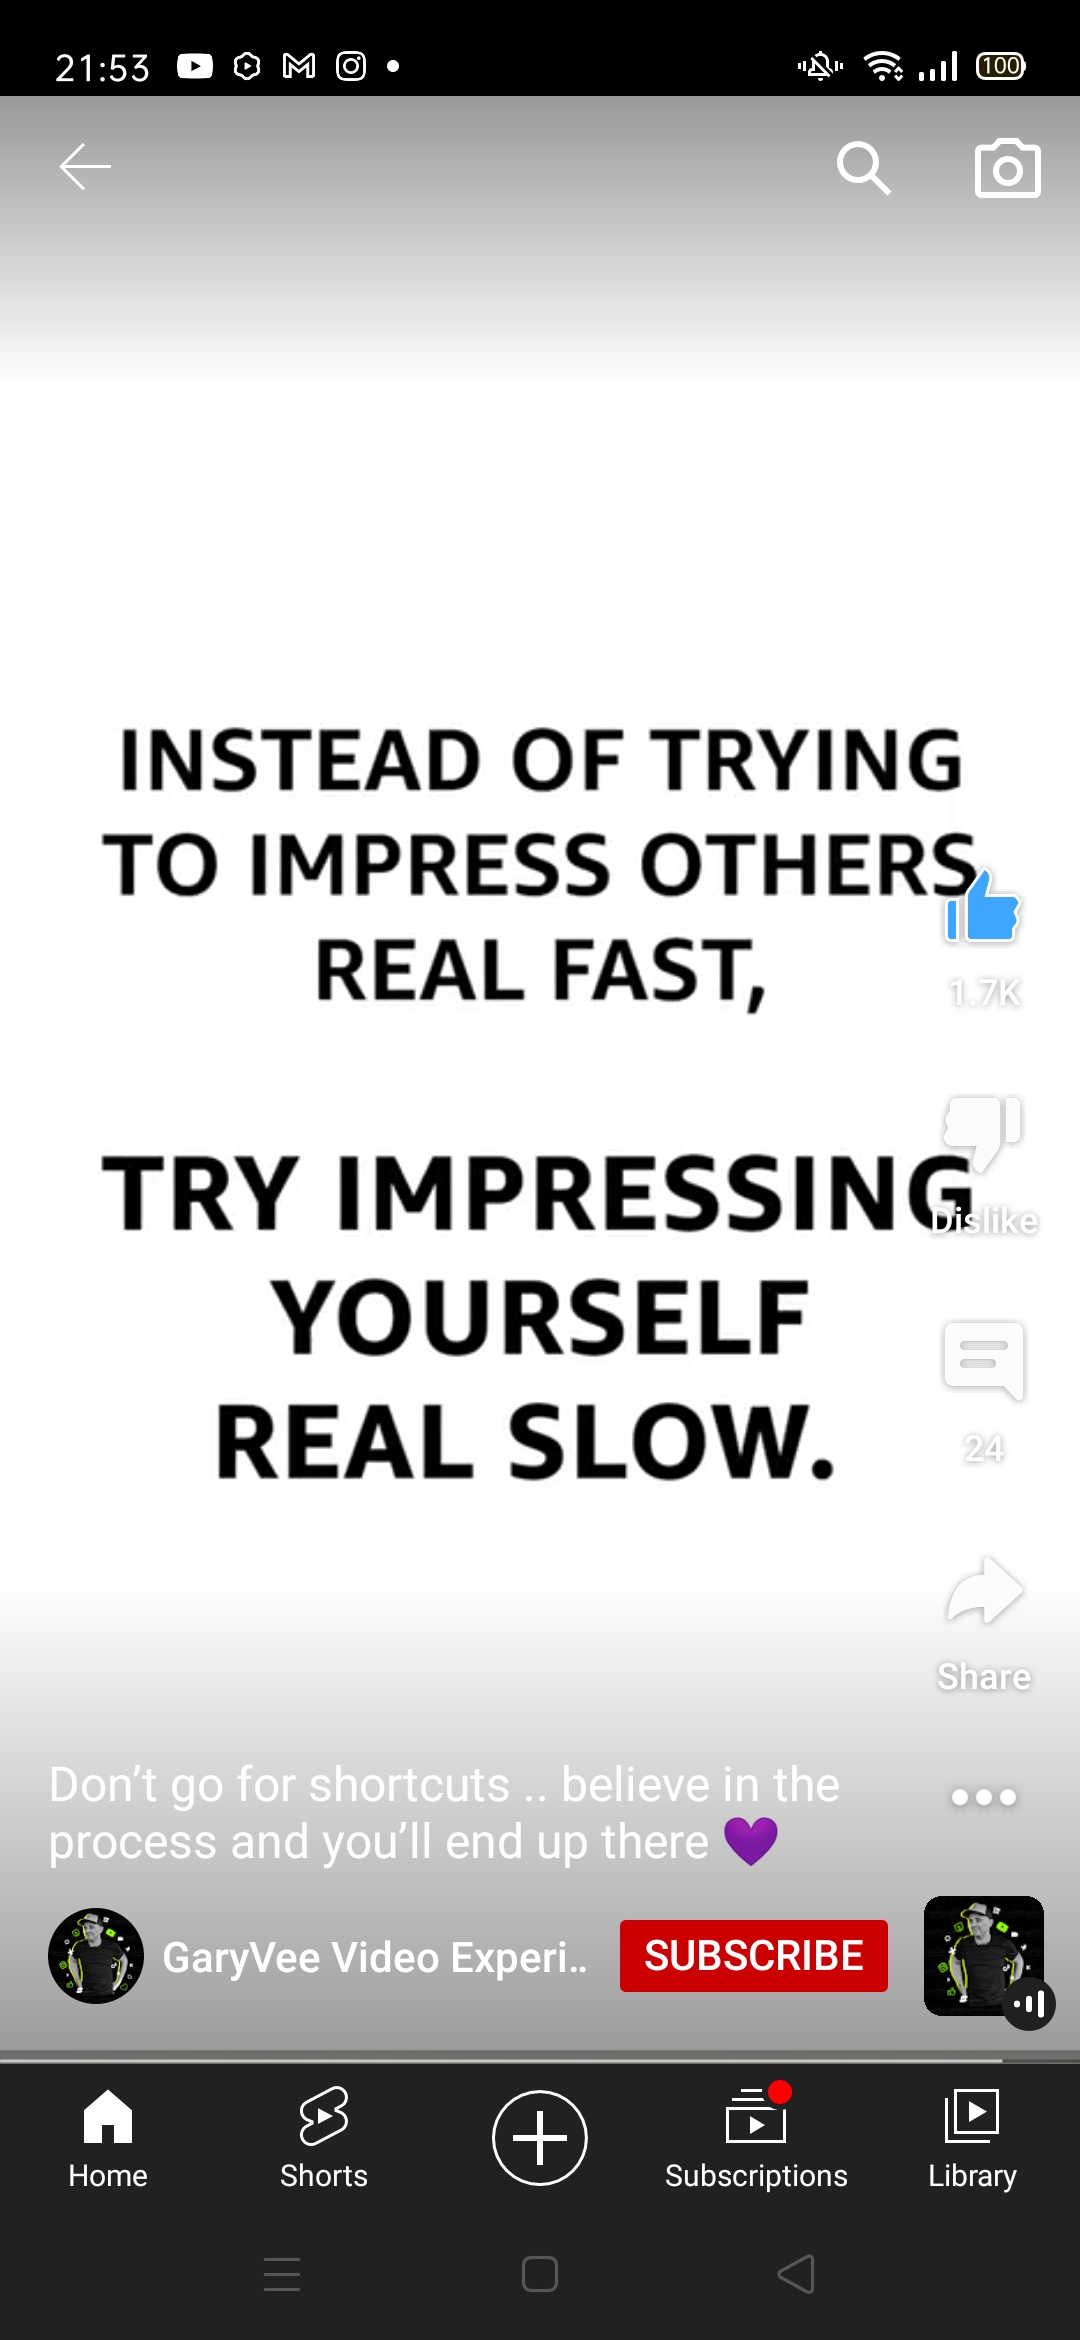 21:53
100
INSTEAD OF TRYING
TO IMPRESS OTHERS
REAL FAST,
1.7K
TRY IMPRESSING
Dislike
YOURSELF
24
REAL SLOW.
Share
Don’t go for shortcuts .. believe in the
process and you’ll end up there 💜
GaryVee Video Experi..
SUBSCRIBE
Home
Shorts
Subscriptions
Library